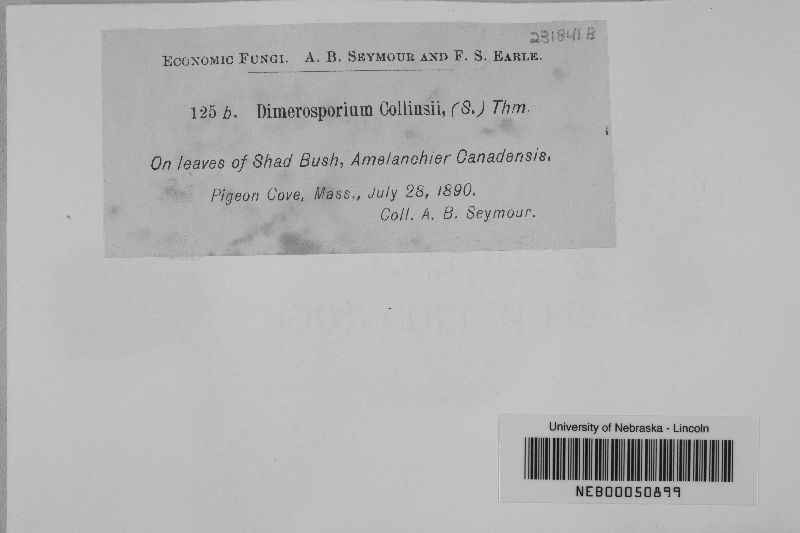 231841B
ECONOMIC FUNGI. A. B. SEYMOUR AND F. S. EARLE.
125 b. Dimerosporium Collinsii, (S.) Thm.
On leaves of Shad Bush, Amelanchier Canadensis.
Pigeon Cove, Mass., July 28, 1890.
Coll. A. B. Seymour.
University of Nebraska - Lincoln
NEB00050899